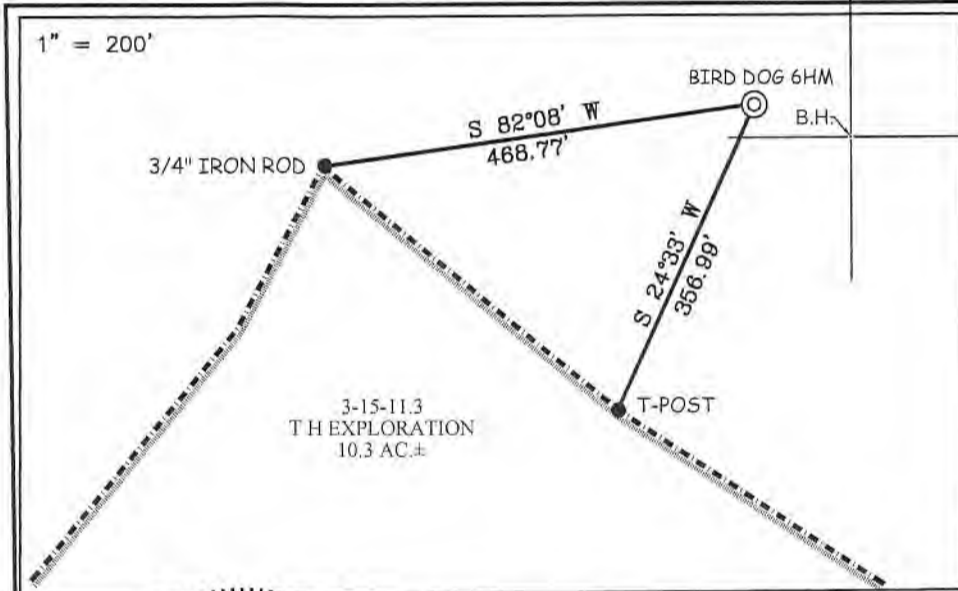 1" = 200'
BIRD DOG 6HM
B.H.
S 82°08' W
468.77'
3/4" IRON ROD
S 24°33' W
356.99'
T-POST
3-15-11.3
T H EXPLORATION
10.3 AC.±